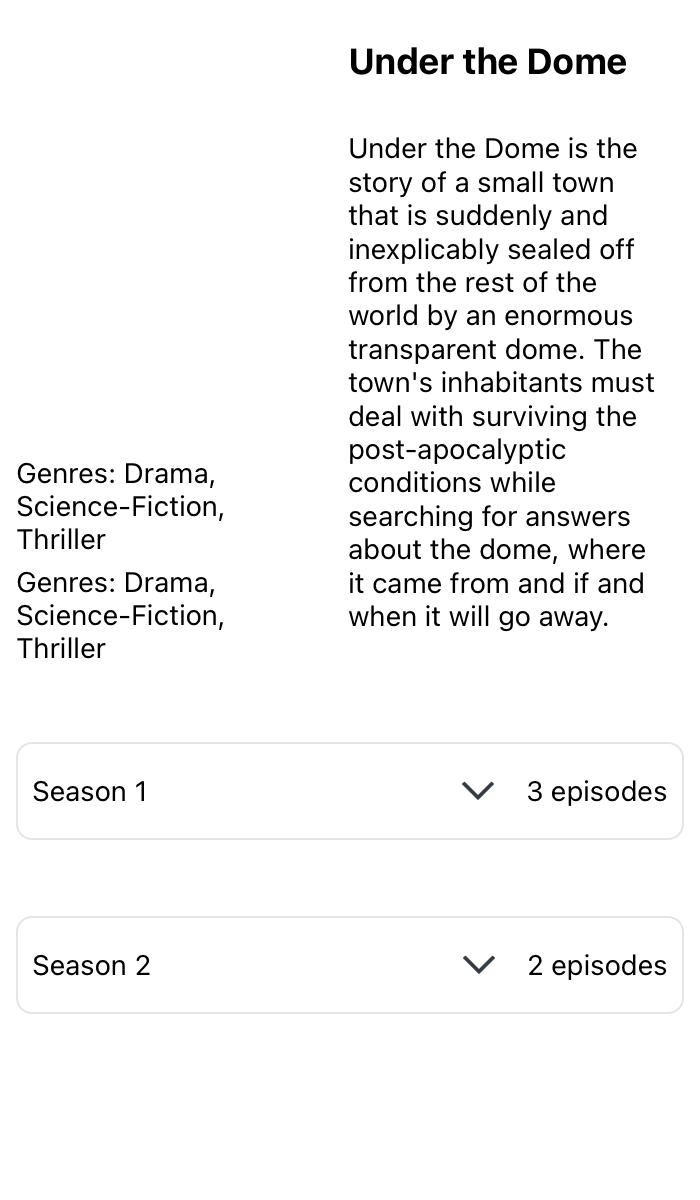 Under the Dome
Under the Dome is the
story of a small town
that is suddenly and
inexplicably sealed off
from the rest of the
world by an enormous
transparent dome. The
town's inhabitants must
deal with surviving the
post-apocalyptic
conditions while
searching for answers
about the dome, where
it came from and if and
when it will go away.
Genres: Drama,
Science-Fiction,
Thriller
Genres: Drama,
Science-Fiction,
Thriller
Season 1 3 episodes
Season 2 2 episodes